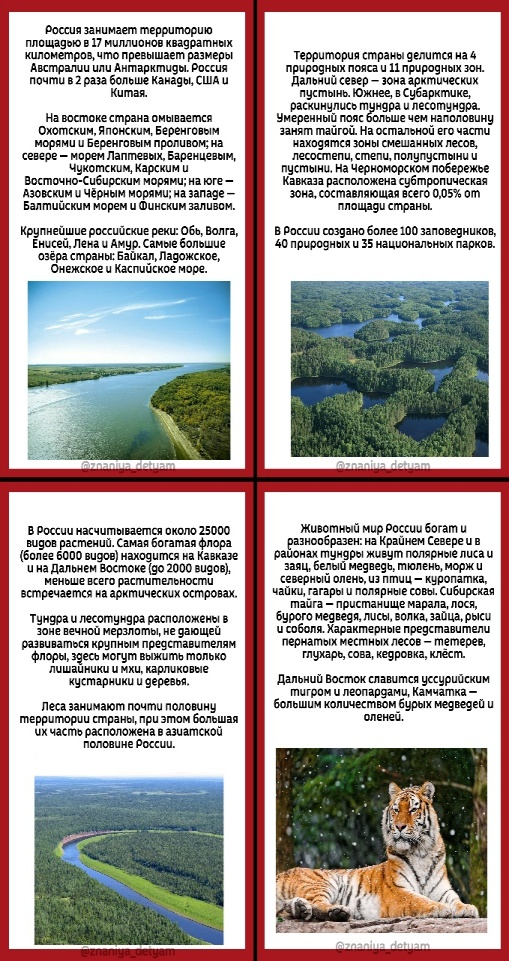 Россия занимает территорию
площадью в 17 миллионов квадратных
километров, что превышает размеры
Австралии или Антарктиды. Россия
почти в 2 раза больше Канады, США и
Китая.
На востоке страна омывается
Охотским, Японским, Беренговым
морями и Беренговым проливом; на
севере — морем Лаптевых, Баренцевым,
Чукотским, Карским и
Восточно-Сибирским морями; на юге —
Азовским и Чёрным морями; на западе —
Балтийским морем и Финским заливом.
Крупнейшие российские реки: Обь, Волга,
Енисей, Лена и Амур. Самые большие
озёра страны: Байкал, Ладожское,
Онежское и Каспийское море.
@znaniya_detyam
Территория страны делится на 4
природных пояса и 11 природных зон.
Дальний север — зона арктических
пустынь. Южнее, в Субарктике,
раскинулись тундра и лесотундра.
Умеренный пояс больше чем наполовину
занят тайгой. На остальной его части
находятся зоны смешанных лесов,
лесостепи, степи, полупустыни и
пустыни. На Черноморском побережье
Кавказа расположена субтропическая
зона, составляющая всего 0,05% от
площади страны.
В России создано более 100 заповедников,
40 природных и 35 национальных парков.
@znaniya_detyam
В России насчитывается около 25000
видов растений. Самая богатая флора
(более 6000 видов) находится на Кавказе
и на Дальнем Востоке (до 2000 видов),
меньше всего растительности
встречается на арктических островах.
Тундра и лесотундра расположены в
зоне вечной мерзлоты, не дающей
развиваться крупным представителям
флоры, здесь могут выжить только
лишайники и мхи, карликовые
кустарники и деревья.
Леса занимают почти половину
территории страны, при этом большая
их часть расположена в азиатской
половине России.
@znaniya_detyam
Животный мир России богат и
разнообразен: на Крайнем Севере и в
районах тундры живут полярные лиса и
заяц, белый медведь, тюлень, морж и
северный олень, из птиц — куропатка,
чайки, гагары и полярные совы. Сибирская
тайга — пристанище марала, лося,
бурого медведя, лисы, волка, зайца, рыси
и соболя. Характерные представители
пернатых местных лесов — тетерев,
глухарь, сова, кедровка, клёст.
Дальний Восток славится уссурийским
тигром и леопардами, Камчатка —
большим количеством бурых медведей и
оленей.
@znaniya_detyam